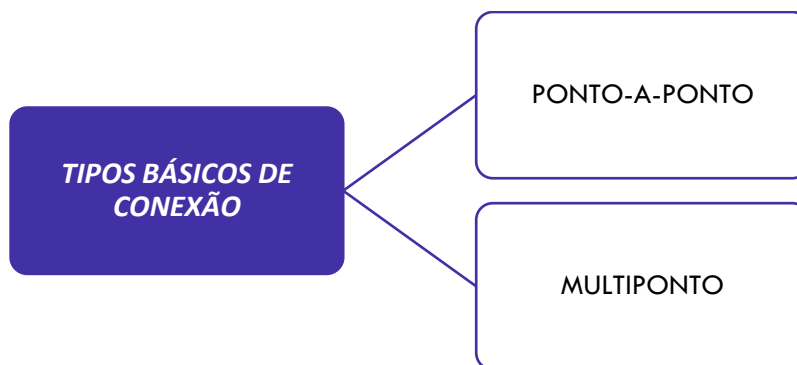 TIPOS BÁSICOS DE
CONEXÃO
PONTO-A-PONTO
MULTIPONTO